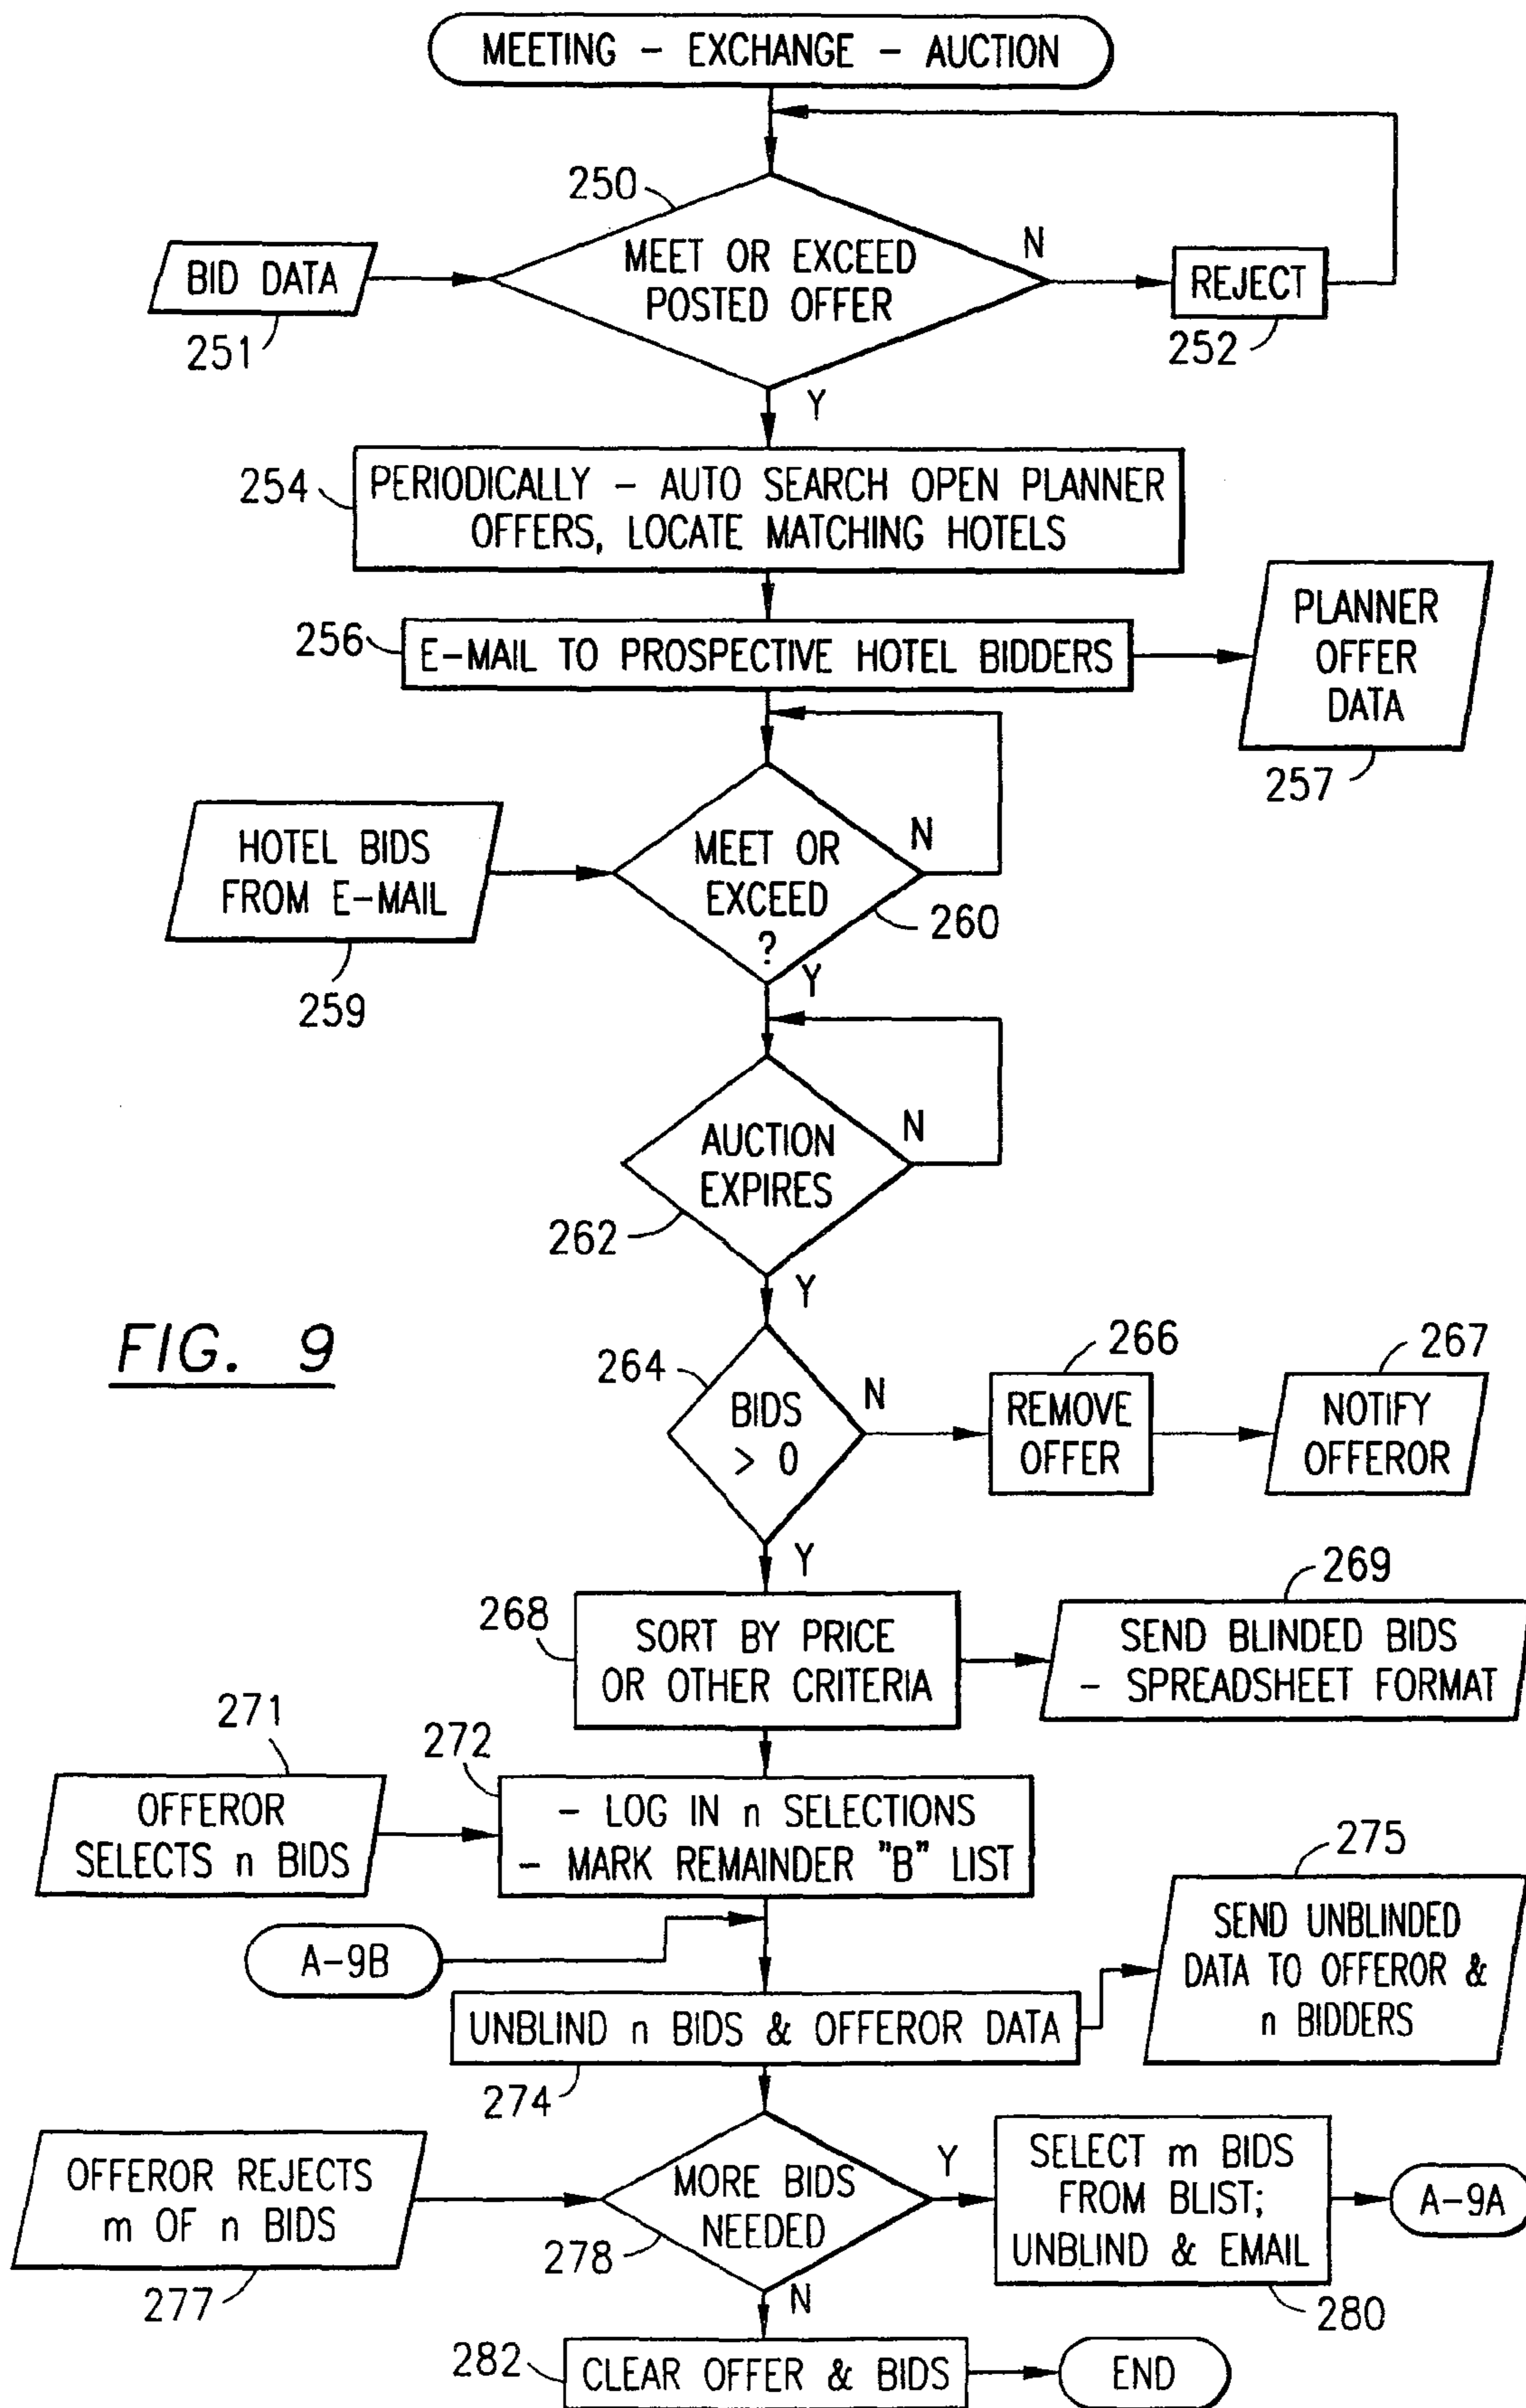 MEETING - EXCHANGE - AUCTION
250
MEET OR EXCEED
POSTED OFFER
N
BID DATA
251
REJECT
252
Y
254
PERIODICALLY - AUTO SEARCH OPEN PLANNER
OFFERS, LOCATE MATCHING HOTELS
256
E-MAIL TO PROSPECTIVE HOTEL BIDDERS
PLANNER
OFFER
DATA
257
HOTEL BIDS
FROM E-MAIL
259
MEET OR
EXCEED
?
N
260
Y
AUCTION
EXPIRES
N
262
Y
FIG. 9
264
BIDS
> 0
N
266
REMOVE
OFFER
267
NOTIFY
OFFEROR
Y
268
SORT BY PRICE
OR OTHER CRITERIA
269
SEND BLINDED BIDS
- SPREADSHEET FORMAT
271
OFFEROR
SELECTS n BIDS
272
- LOG IN n SELECTIONS
- MARK REMAINDER "B" LIST
275
SEND UNBLINDED
DATA TO OFFEROR &
n BIDDERS
A-9B
UNBLIND n BIDS & OFFEROR DATA
274
OFFEROR REJECTS
m OF n BIDS
277
MORE BIDS
NEEDED
278
Y
SELECT m BIDS
FROM BLIST;
UNBLIND & EMAIL
280
A-9A
N
282
CLEAR OFFER & BIDS
END